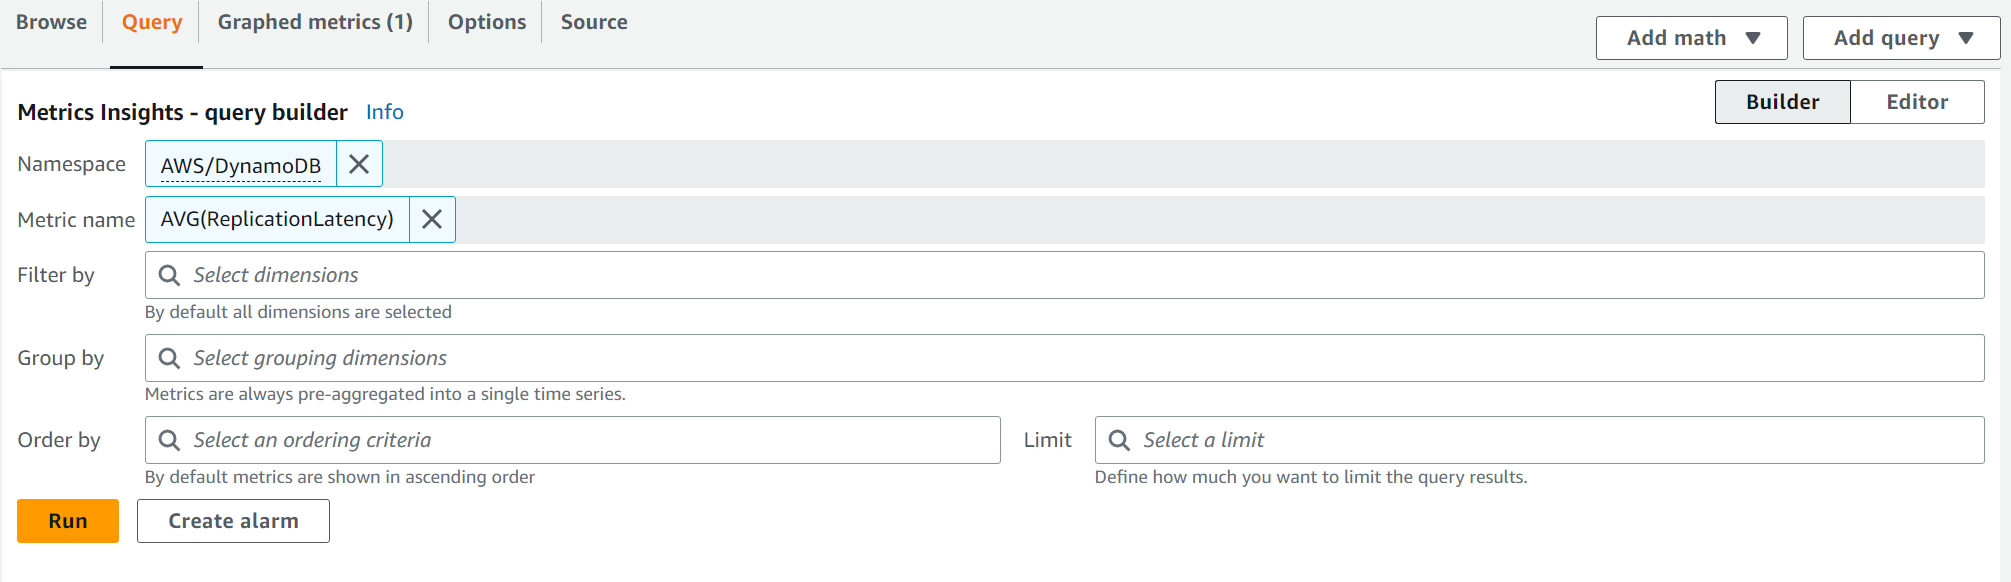 Browse Query Graphed metrics (1) Options Source Add math Add query
Metrics Insights - query builder Info Builder Editor
Namespace AWS/DynamoDB
Metric name AVG(ReplicationLatency)
Filter by Select dimensions
By default all dimensions are selected
Group by Select grouping dimensions
Metrics are always pre-aggregated into a single time series.
Order by Select an ordering criteria Limit Select a limit
By default metrics are shown in ascending order Define how much you want to limit the query results.
Run Create alarm